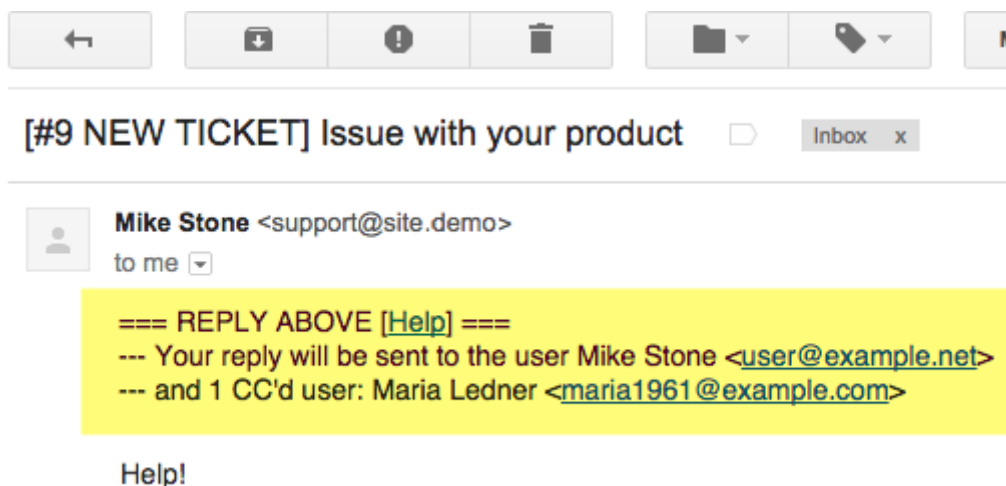 [#9 NEW TICKET] Issue with your product
Inbox x
Mike Stone <support@site.demo>
to me
=== REPLY ABOVE [Help] ===
--- Your reply will be sent to the user Mike Stone <user@example.net>
--- and 1 CC'd user: Maria Ledner <maria1961@example.com>
Help!